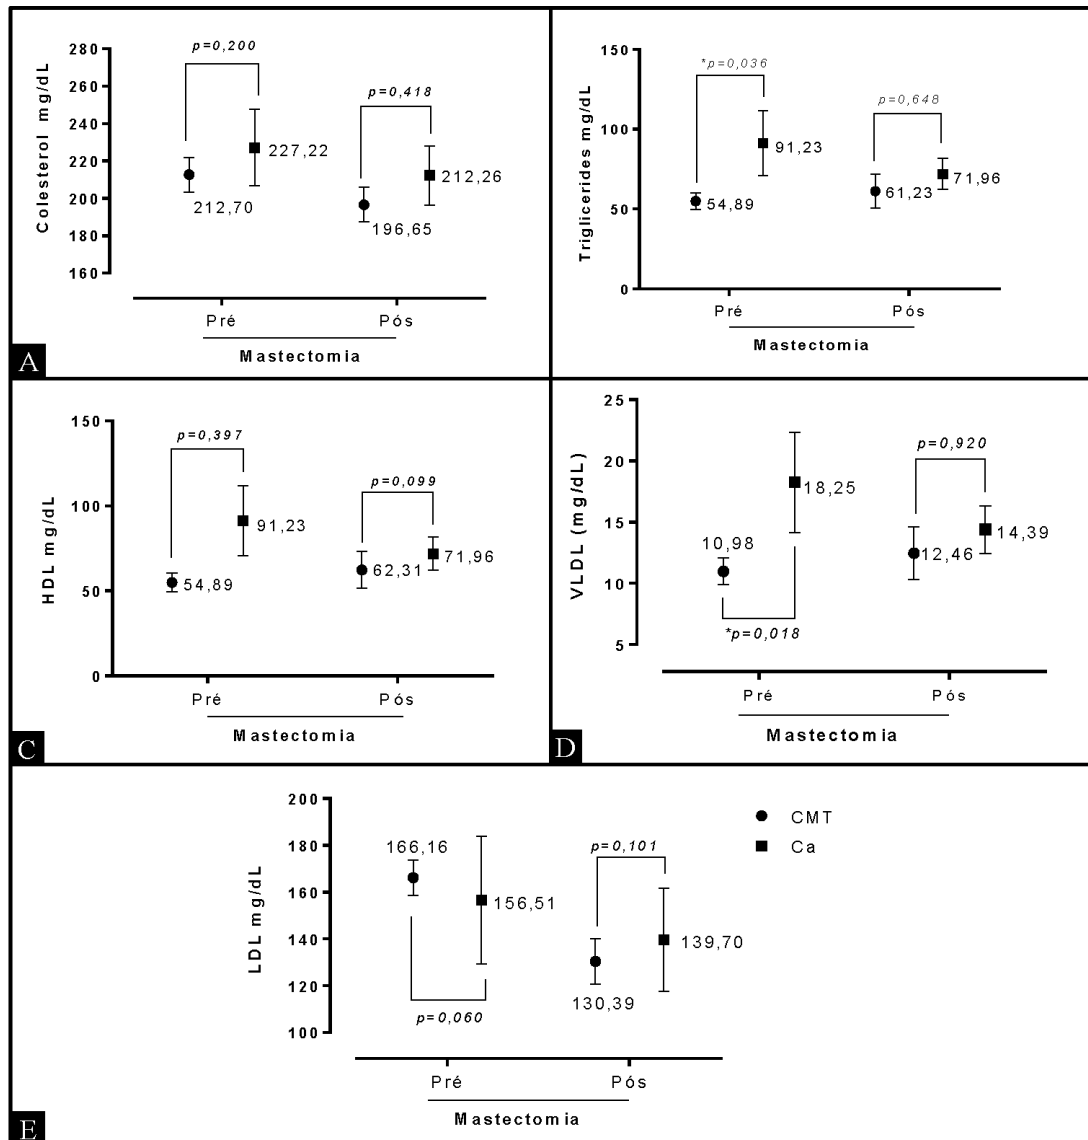 Colesterol mg/dL
280
260
240
220
200
180
160
p=0,200
p=0,418
212,70
227,22
196,65
212,26
Pré
Pós
Mastectomia
A
Triglicerides mg/dL
150
100
50
0
*p=0,036
p=0,648
54,89
91,23
61,23
71,96
Pré
Pós
Mastectomia
HDL mg/dL
150
100
50
0
p=0,397
p=0,099
54,89
91,23
62,31
71,96
Pré
Pós
Mastectomia
C
VLDL (mg/dL)
25
20
15
10
5
p=0,920
10,98
18,25
12,46
14,39
*p=0,018
Pré
Pós
Mastectomia
D
LDL mg/dL
200
180
160
140
120
100
166,16
156,51
p=0,101
130,39
139,70
p=0,060
CMT
Ca
Pré
Pós
Mastectomia
E